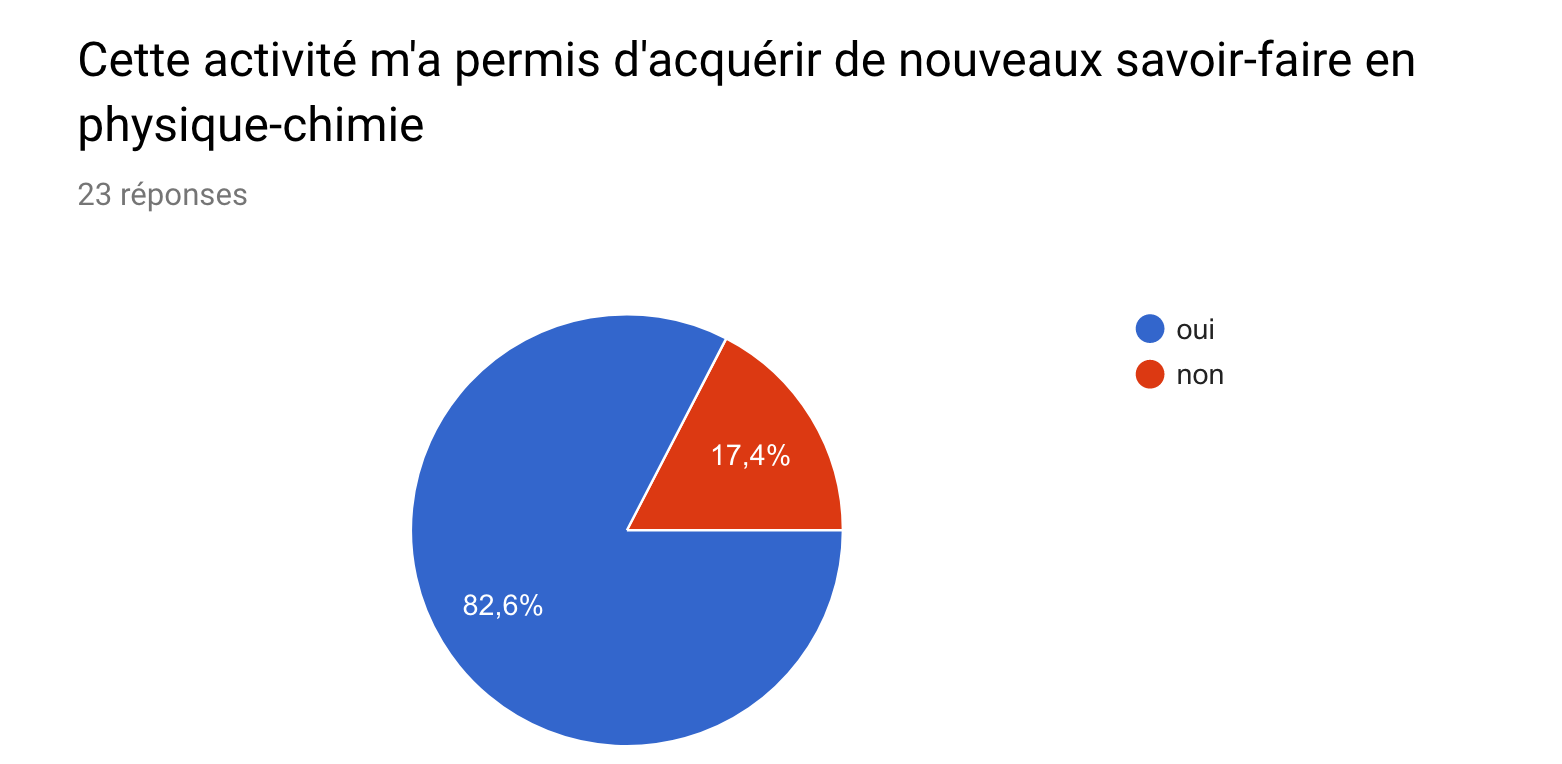 Cette activité m'a permis d'acquérir de nouveaux savoir-faire en
physique-chimie
23 réponses
oui
non
17,4%
82,6%